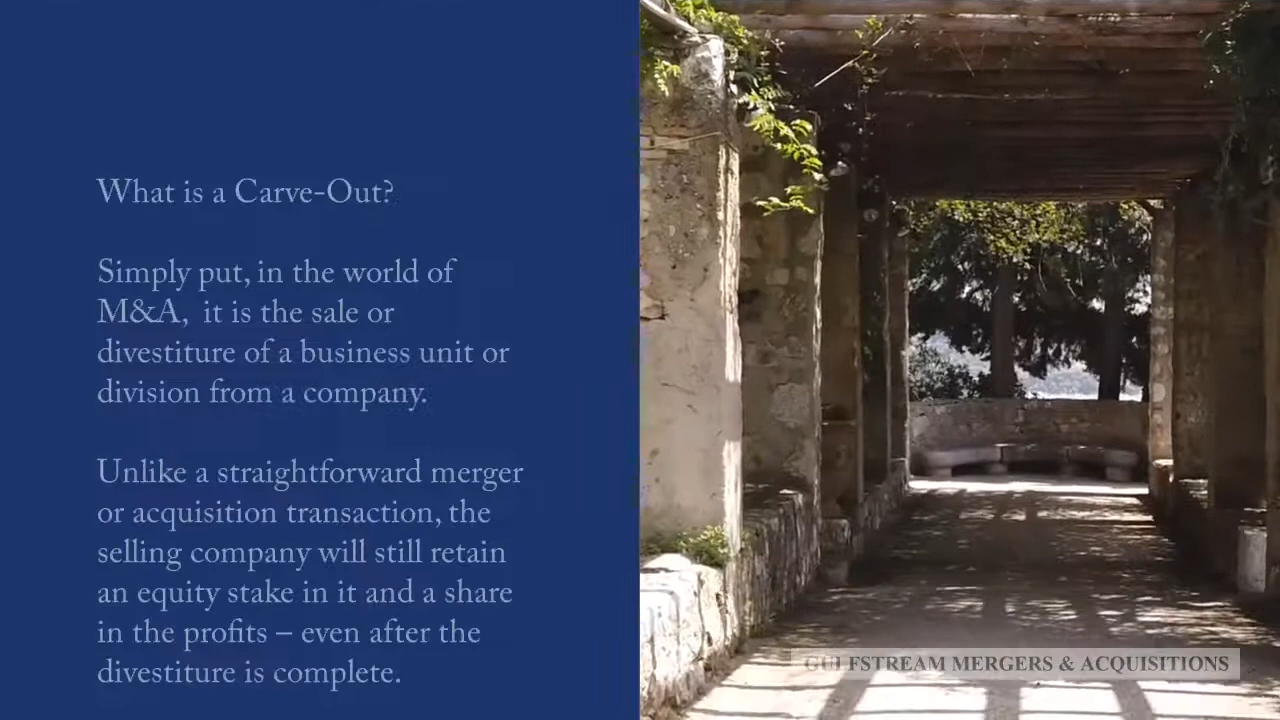 What is a Carve-Out?
Simply put, in the world of
M&A, it is the sale or
divestiture of a business unit or
division from a company.
Unlike a straightforward merger
or acquisition transaction, the
selling company will still retain
an equity stake in it and a share
in the profits – even after the
divestiture is complete.
GULFSTREAM MERGERS & ACQUISITIONS